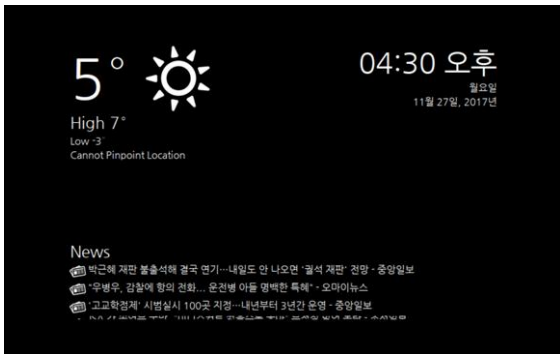 5°
High 7°
Low -3°
Cannot Pinpoint Location
04:30 오후
월요일
11월 27일, 2017년
News
박근혜 재판 불출석해 결국 연기…내일도 안 나오면 '궐석 재판' 전망 - 중앙일보
"우병우, 감찰에 항의 전화... 운전병 아들 명백한 특혜" - 오마이뉴스
'고교학점제' 시범실시 100곳 지정…내년부터 3년간 운영 - 중앙일보